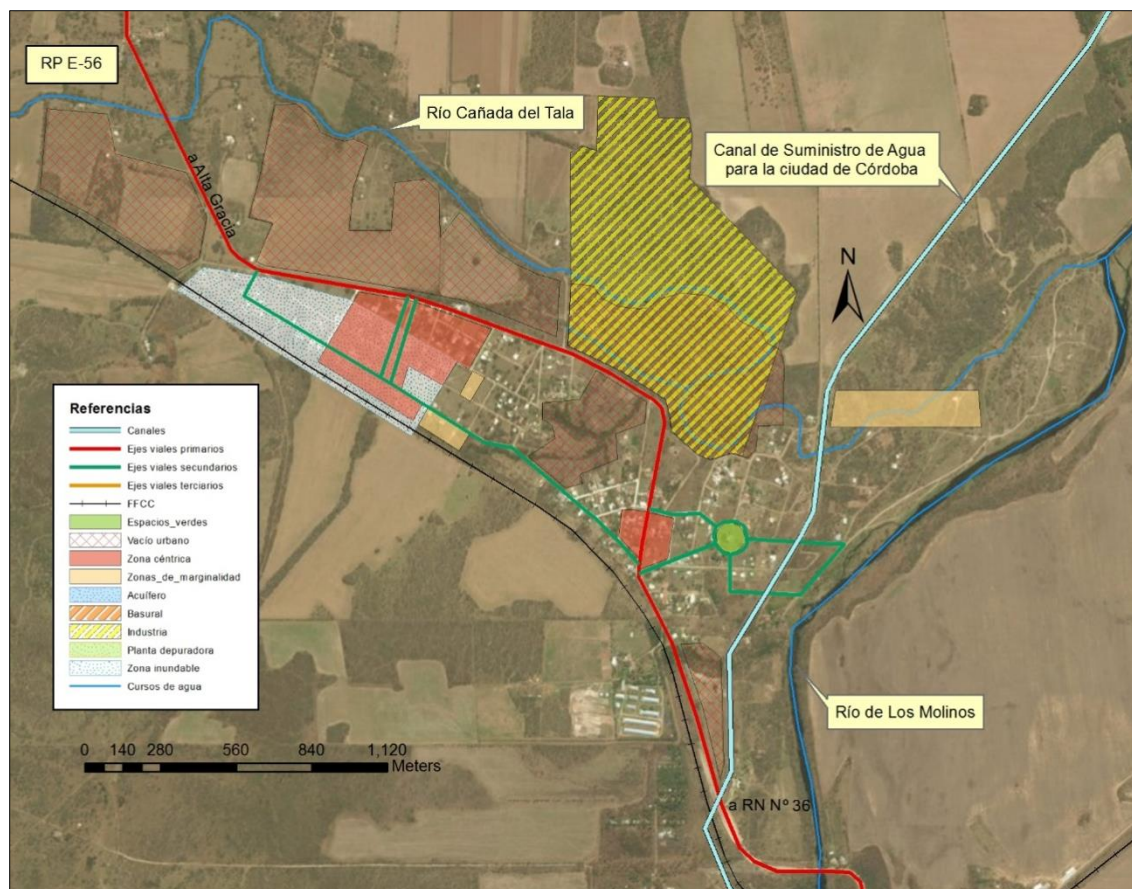 RP E-56
Río Cañada del Tala
Canal de Suministro de Agua
para la ciudad de Córdoba
a Alta Gracia
N
Referencias
Canales
Ejes viales primarios
Ejes viales secundarios
Ejes viales terciarios
FFCC
Espacios_verdes
Vacío urbano
Zona céntrica
Zonas_de_marginalidad
Acuífero
Basural
Industria
Planta depuradora
Zona inundable
Cursos de agua
Río de Los Molinos
0 140 280 560 840 1,120
Meters
a RN Nº 36